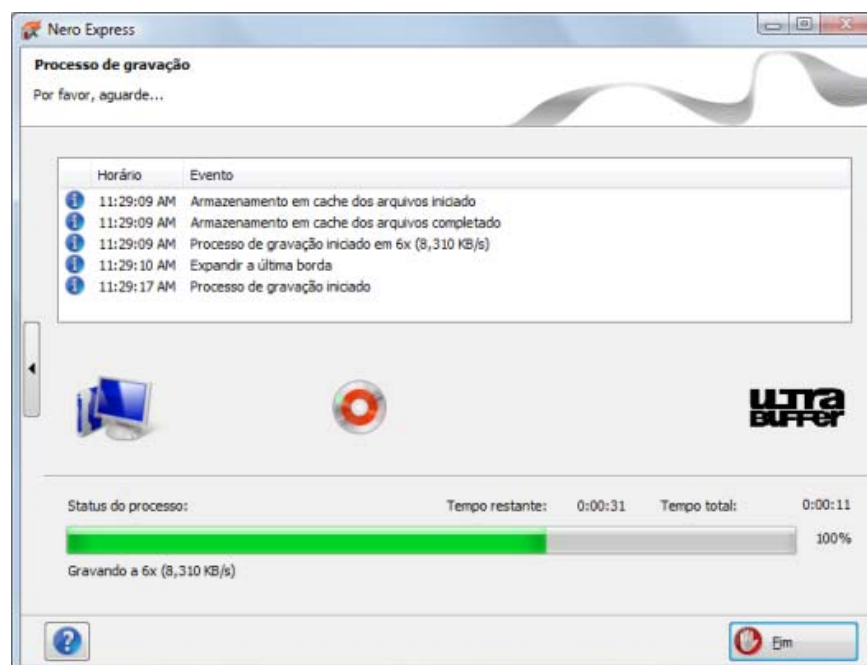 Nero Express
Processo de gravação
Por favor, aguarde...
Horário Evento
11:29:09 AM Armazenamento em cache dos arquivos iniciado
11:29:09 AM Armazenamento em cache dos arquivos completado
11:29:09 AM Processo de gravação iniciado em 6x (8,310 KB/s)
11:29:10 AM Expandir a última borda
11:29:17 AM Processo de gravação iniciado
ULTRA
BUFFER
Status do processo: Tempo restante: 0:00:31 Tempo total: 0:00:11
100%
Gravando a 6x (8,310 KB/s)
Fim